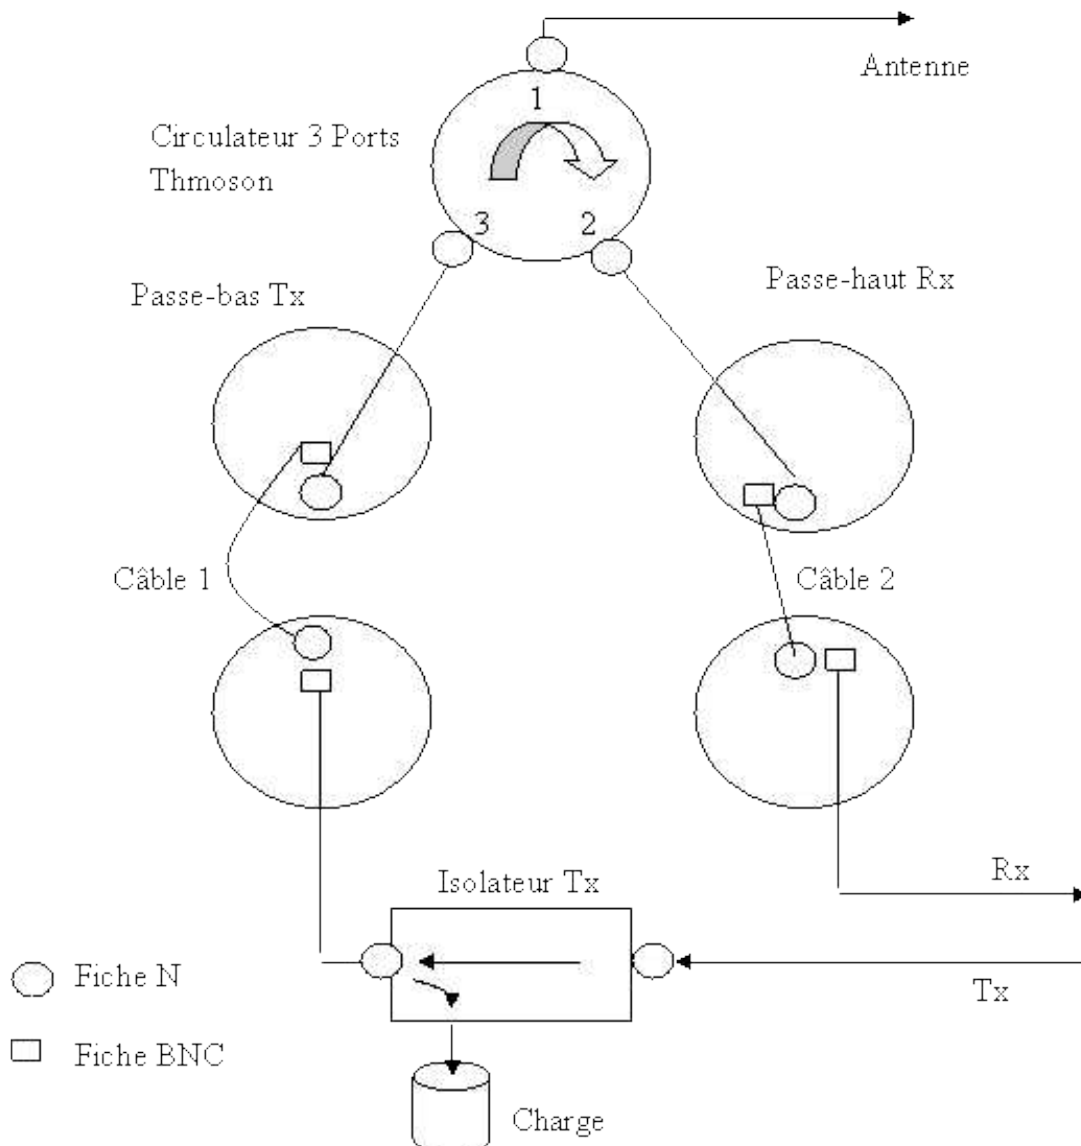 Antenne
1
Circulateur 3 Ports
Thmoson
3
2
Passe-bas Tx
Passe-haut Rx
Câble 1
Câble 2
Isolateur Tx
Rx
Fiche N
Tx
Fiche BNC
Charge